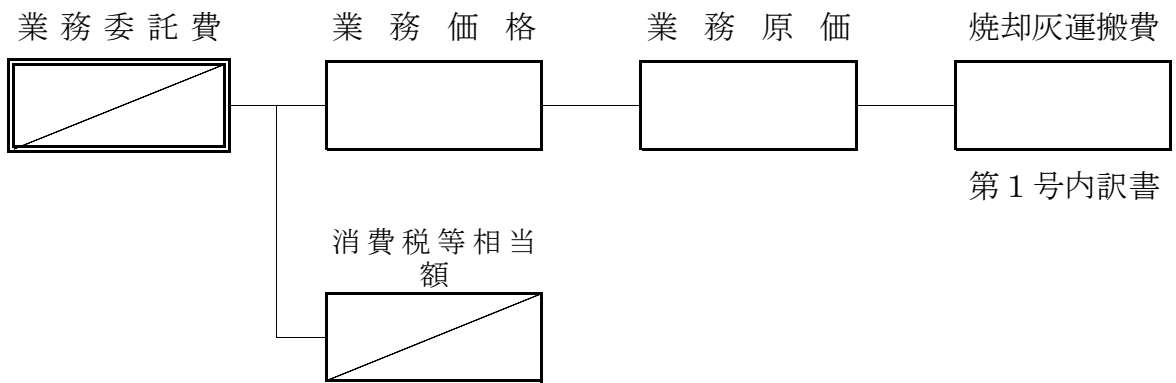 業務委託費
業務価格
業務原価
焼却灰運搬費
第１号内訳書
消費税等相当
額